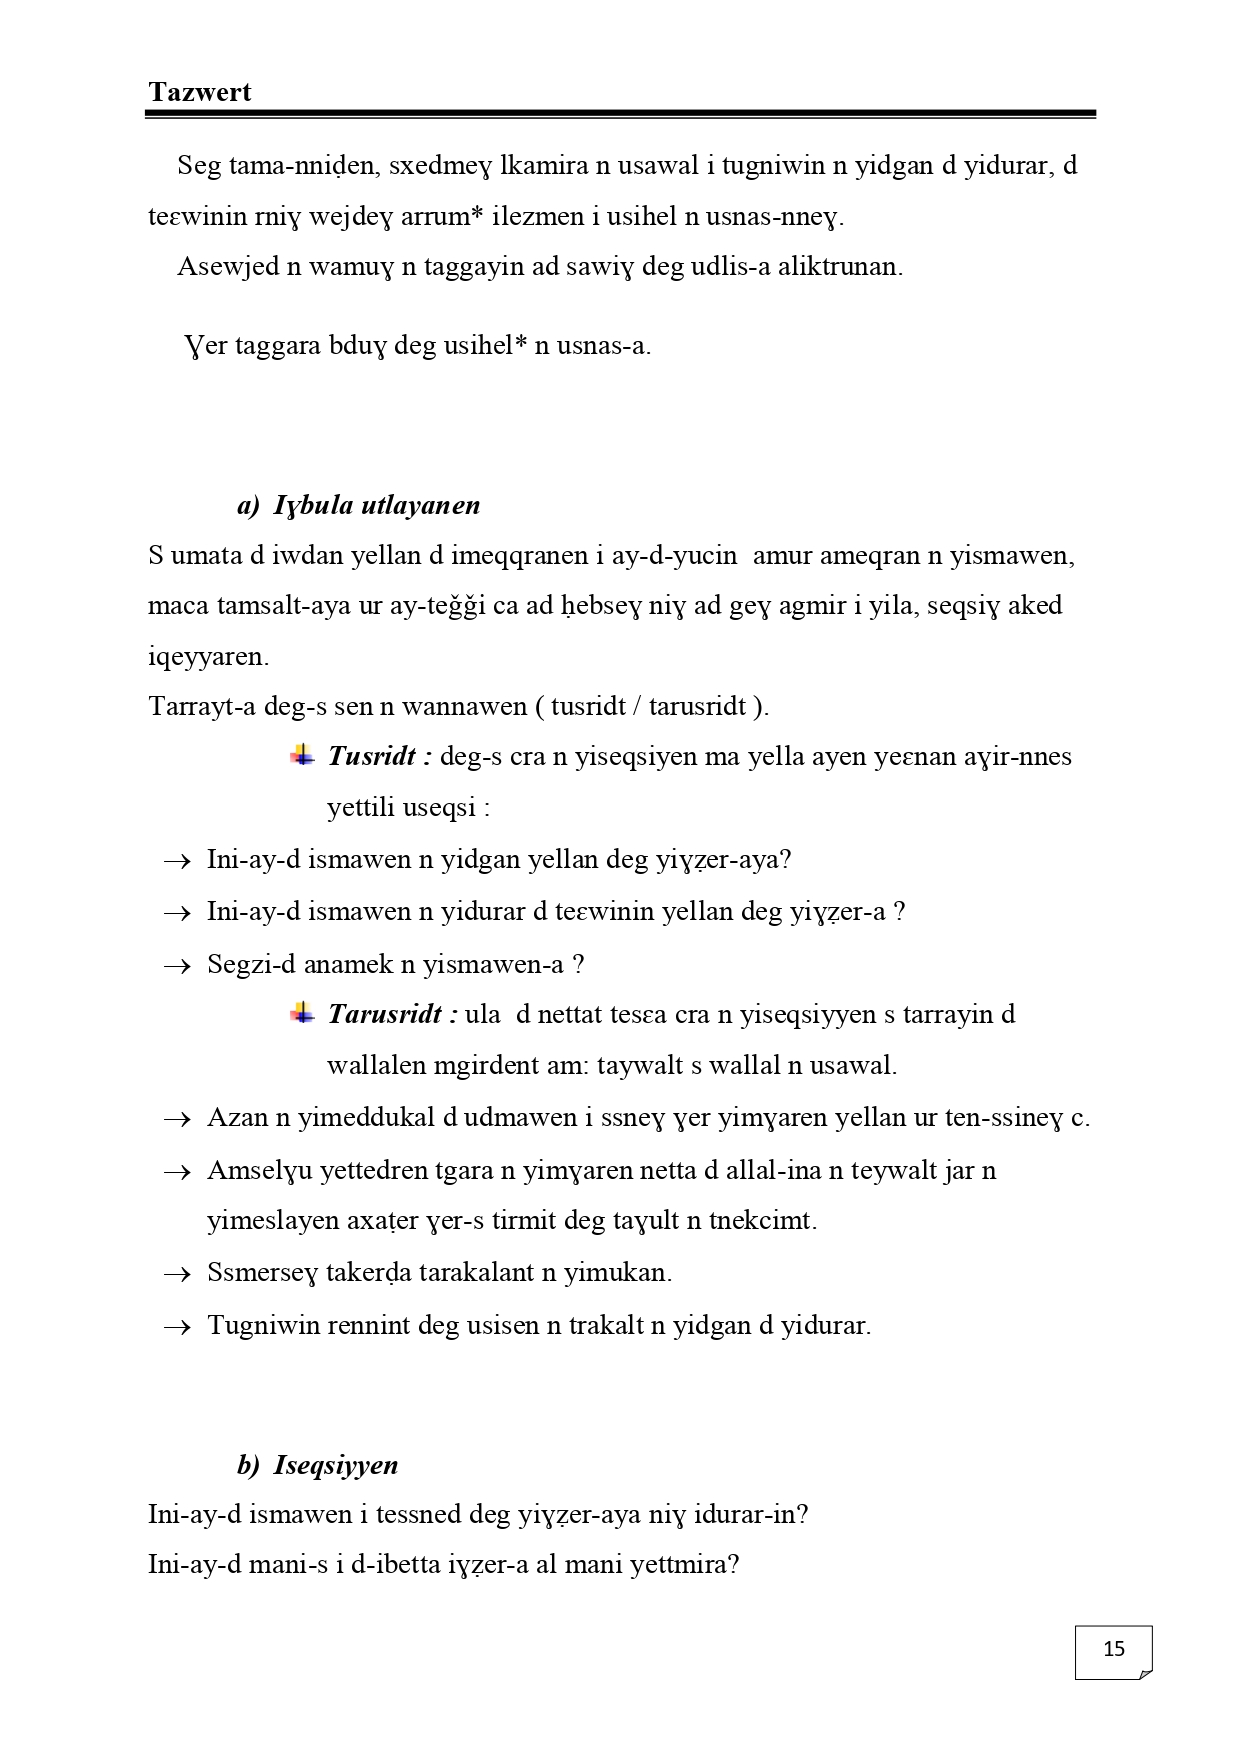 Tazwert
Seg tama-nniḍen, sxedmeɣ lkamira n usawal i tugniwin n yidgan d yidurar, d
teɛwinin rniɣ wejdeɣ arrum* ilezmen i usihel n usnas-nneɣ.
Asewjed n wamuɣ n taggayin ad sawiɣ deg udlis-a aliktrunan.
Ɣer taggara bduɣ deg usihel* n usnas-a.
a) Iɣbula utlayanen
S umata d iwdan yellan d imeqqranen i ay-d-yucin  amur ameqran n yismawen,
maca tamsalt-aya ur ay-teǧǧi ca ad ḥebseɣ niɣ ad geɣ agmir i yila, seqsiɣ aked
iqeyyaren.
Tarrayt-a deg-s sen n wannawen ( tusridt / tarusridt ).
Tusridt : deg-s cra n yiseqsiyen ma yella ayen yeɛnan aɣir-nnes
yettili useqsi :
→ Ini-ay-d ismawen n yidgan yellan deg yiɣẓer-aya?
→ Ini-ay-d ismawen n yidurar d teɛwinin yellan deg yiɣẓer-a ?
→ Segzi-d anamek n yismawen-a ?
Tarusridt : ula  d nettat tesɛa cra n yiseqsiyyen s tarrayin d
wallalen mgirdent am: taywalt s wallal n usawal.
→ Azan n yimeddukal d udmawen i ssneɣ ɣer yimɣaren yellan ur ten-ssineɣ c.
→ Amselɣu yettedren tgara n yimɣaren netta d allal-ina n teywalt jar n
yimeslayen axaṭer ɣer-s tirmit deg taɣult n tnekcimt.
→ Ssmerseɣ takerḍa tarakalant n yimukan.
→ Tugniwin rennint deg usisen n trakalt n yidgan d yidurar.
b) Iseqsiyyen
Ini-ay-d ismawen i tessned deg yiɣẓer-aya niɣ idurar-in?
Ini-ay-d mani-s i d-ibetta iɣẓer-a al mani yettmira?
15